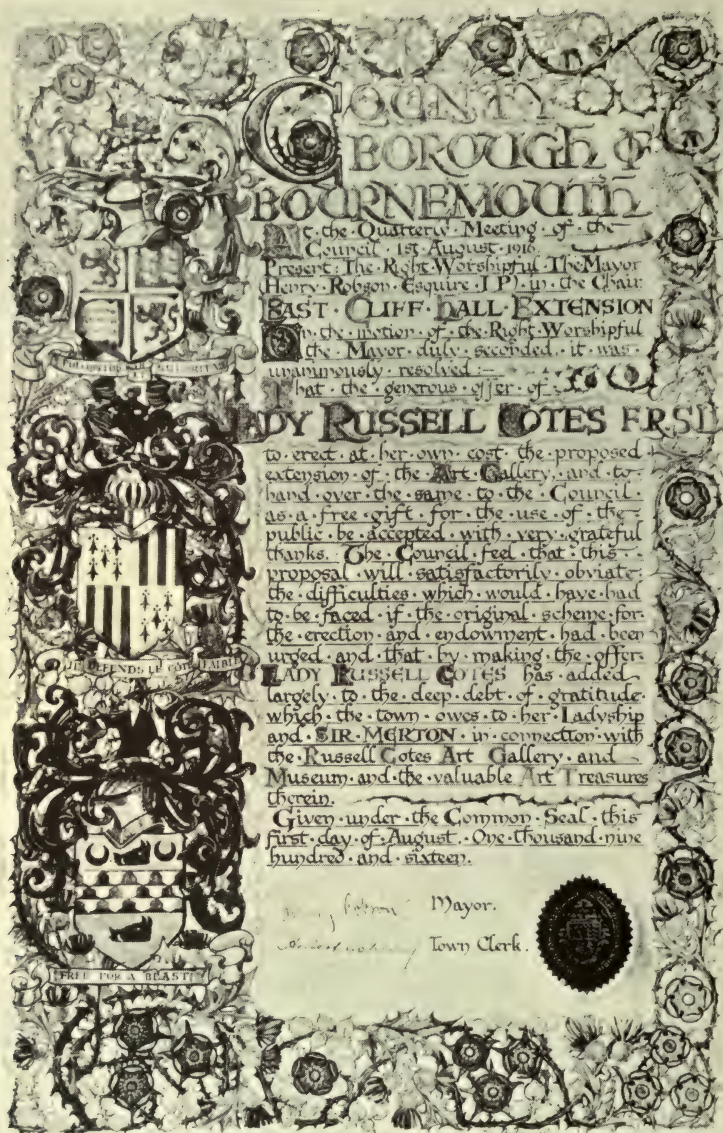 COUNTY
BOROUGH OF
BOURNEMOUTH
At · the · Quarterly · Meeting · of · the ·
Council · 1st · August · 1916 ·
Present · The · Right · Worshipful · The Mayor
(Henry · Robson · Esquire · J.P.) · in · the · Chair
EAST · CLIFF · HALL · EXTENSION
On · the · motion · of · the · Right · Worshipful
the · Mayor · duly · seconded · it · was ·
unanimously · resolved :-
That · the · generous · offer · of ·
LADY RUSSELL COTES F.R.S.L
to · erect · at · her · own · cost · the · proposed
extension · of · the · Art · Gallery · and · to ·
hand · over · the · same · to · the · Council ·
as · a · free · gift · for · the · use · of · the ·
public · be · accepted · with · very · grateful
thanks. The · Council · feel · that · this ·
proposal · will · satisfactorily · obviate ·
the · difficulties · which · would · have · had
to · be · faced · if · the · original · scheme · for ·
the · erection · and · endowment · had · been
urged · and · that · by · making · the · offer ·
LADY RUSSELL COTES has · added ·
largely · to · the · deep · debt · of · gratitude ·
which · the · town · owes · to · her · Ladyship
and · SIR · MERTON · in · connection · with
the · Russell Cotes Art Gallery · and ·
Museum · and · the · valuable · Art Treasures
therein.
Given · under · the · Common · Seal · this ·
first · day · of · August · One · thousand · nine
hundred · and · sixteen.
Mayor.
Town Clerk.
PULCHRITUDO ET SALUBRITAS
JE DEFENDS LE COTE FAIBLE
FREE FOR A BLAST